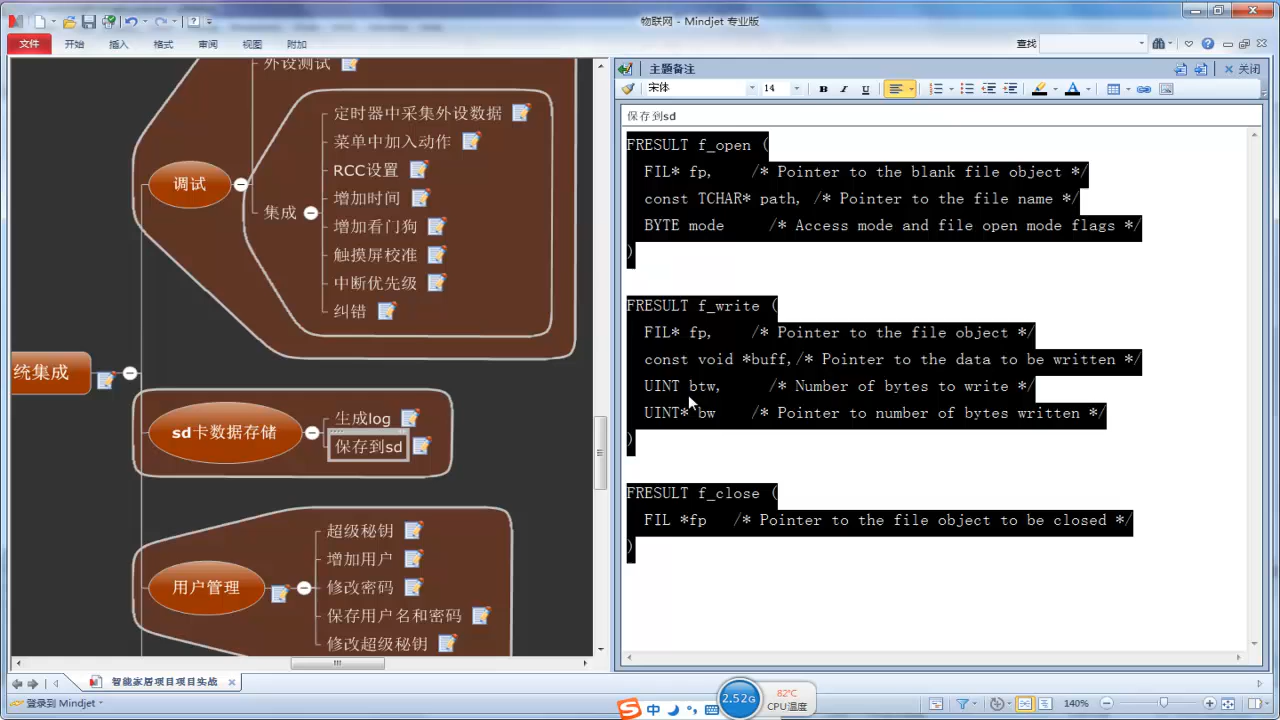 物联网 - Mindjet 专业版
文件 开始 插入 格式 审阅 视图 附加 查找
外设测试
定时器中采集外设数据
菜单中加入动作
RCC设置
增加时间
增加看门狗
触摸屏校准
中断优先级
纠错
集成
调试
统集成
sd卡数据存储
生成log
保存到sd
用户管理
超级秘钥
增加用户
修改密码
保存用户名和密码
修改超级秘钥
主题备注 关闭
宋体 14 B I U A
保存到sd
FRESULT f_open (
FIL* fp, /* Pointer to the blank file object */
const TCHAR* path, /* Pointer to the file name */
BYTE mode /* Access mode and file open mode flags */
)
FRESULT f_write (
FIL* fp, /* Pointer to the file object */
const void *buff,/* Pointer to the data to be written */
UINT btw, /* Number of bytes to write */
UINT* bw /* Pointer to number of bytes written */
)
FRESULT f_close (
FIL *fp /* Pointer to the file object to be closed */
)
智能家居项目项目实战
登录到 Mindjet
中
2.52G
82℃
CPU温度
140%